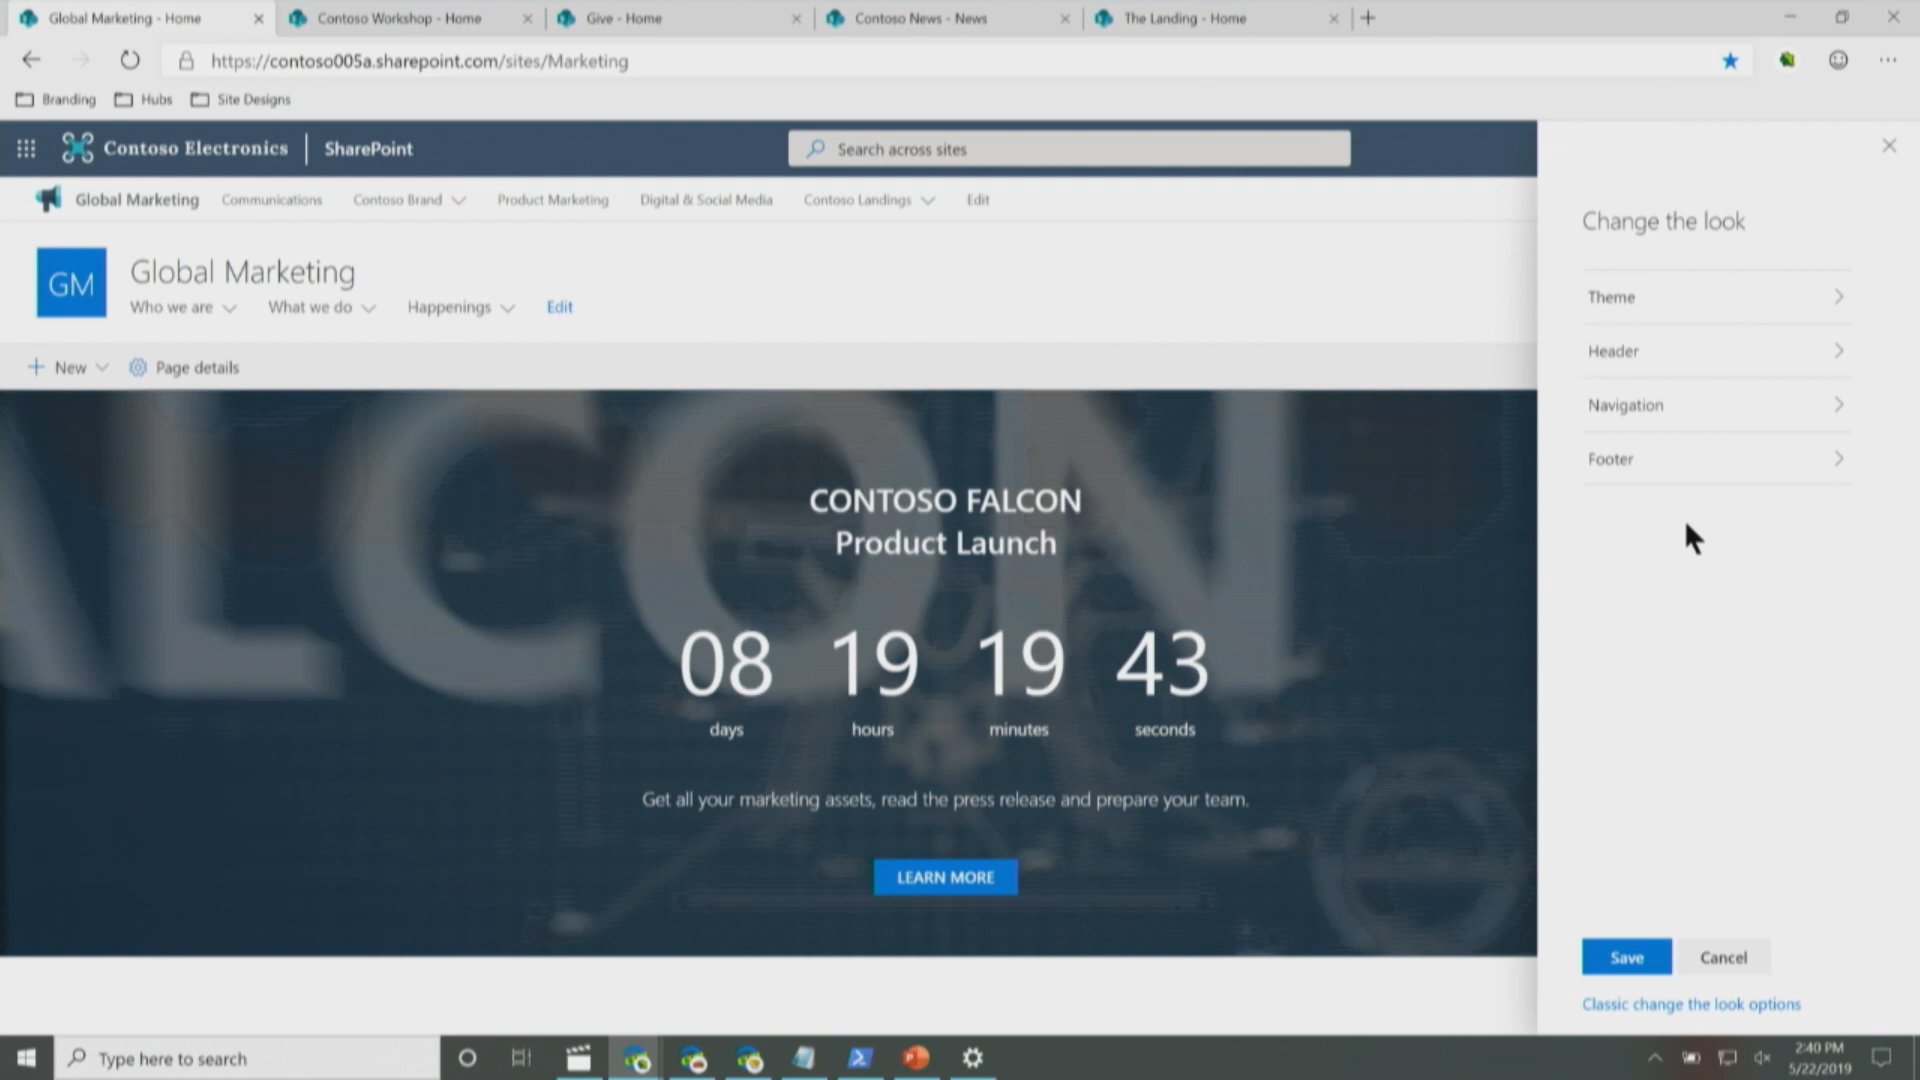 Global Marketing - Home
Contoso Workshop - Home
Give - Home
Contoso News - News
The Landing - Home
https://contoso005a.sharepoint.com/sites/Marketing
Branding
Hubs
Site Designs
Contoso Electronics
SharePoint
Search across sites
Global Marketing
Communications
Contoso Brand
Product Marketing
Digital & Social Media
Contoso Landings
Edit
GM
Global Marketing
Who we are
What we do
Happenings
Edit
New
Page details
ALCON
CONTOSO FALCON
Product Launch
08 19 19 43
days hours minutes seconds
Get all your marketing assets, read the press release and prepare your team.
LEARN MORE
Change the look
Theme
Header
Navigation
Footer
Save
Cancel
Classic change the look options
Type here to search
2:40 PM
5/22/2019